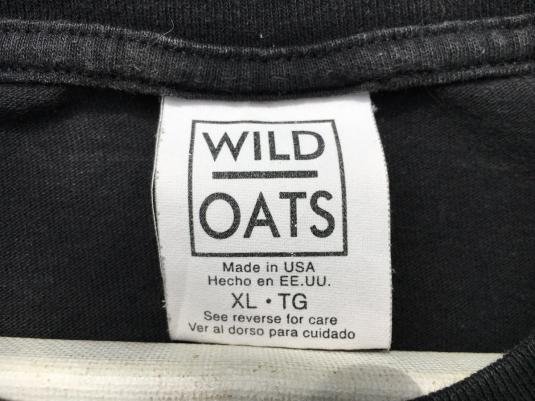 WILD
OATS
Made in USA
Hecho en EE.UU.
XL • TG
See reverse for care
Ver al dorso para cuidado